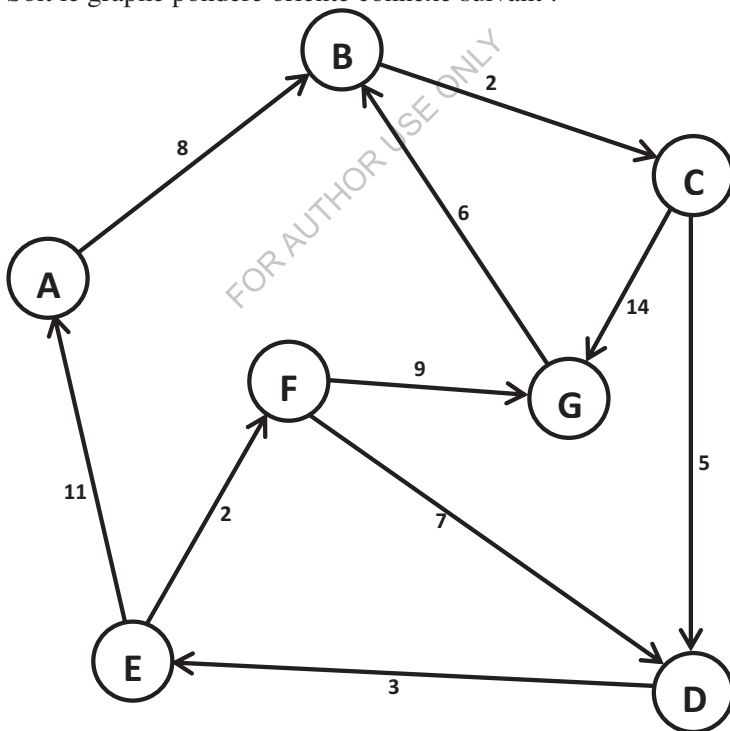 Soit le graphe pondéré orienté connexe suivant :
B
2
8
C
6
A
14
FOR AUTHOR USE ONLY
F
9
G
5
11
2
7
E
3
D